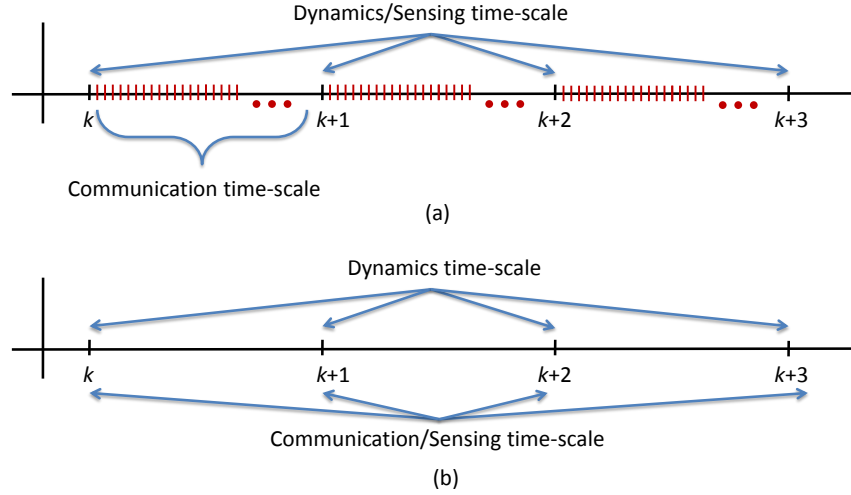 Dynamics/Sensing time-scale
k k+1 k+2 k+3
Communication time-scale
(a)
Dynamics time-scale
k k+1 k+2 k+3
Communication/Sensing time-scale
(b)